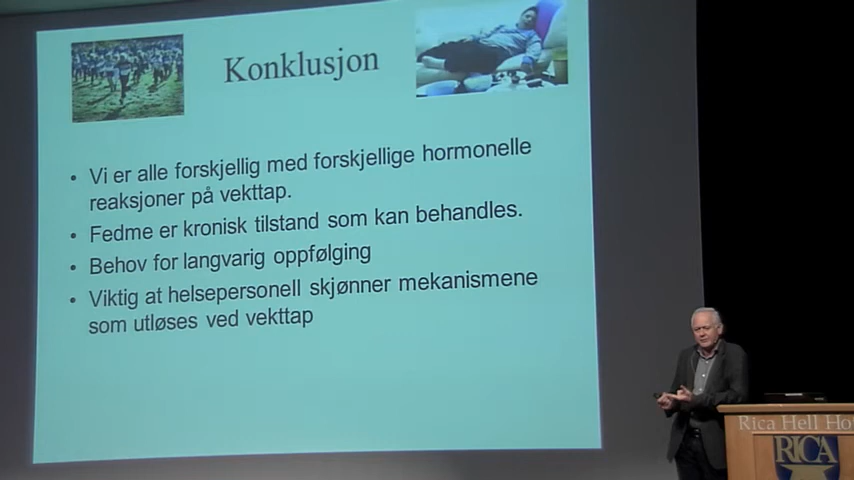 Konklusjon
• Vi er alle forskjellig med forskjellige hormonelle
reaksjoner på vekttap.
• Fedme er kronisk tilstand som kan behandles.
• Behov for langvarig oppfølging
• Viktig at helsepersonell skjønner mekanismene
som utløses ved vekttap
Rica Hell Ho
RICA